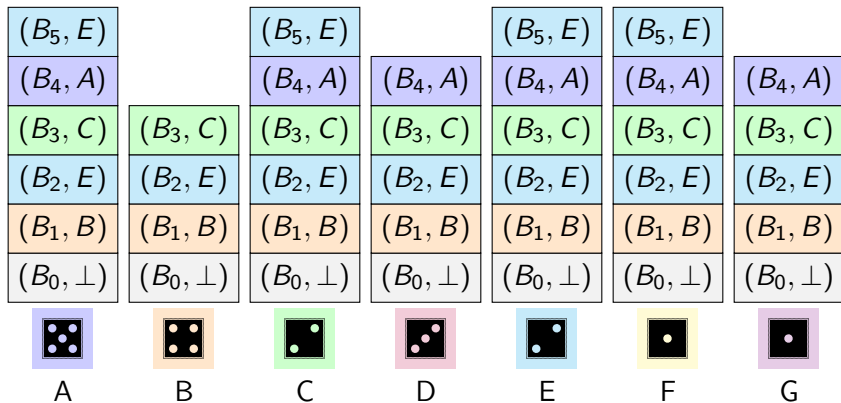 (B₅, E) (B₅, E) (B₅, E) (B₅, E)
(B₄, A) (B₄, A) (B₄, A) (B₄, A) (B₄, A) (B₄, A)
(B₃, C) (B₃, C) (B₃, C) (B₃, C) (B₃, C) (B₃, C) (B₃, C)
(B₂, E) (B₂, E) (B₂, E) (B₂, E) (B₂, E) (B₂, E) (B₂, E)
(B₁, B) (B₁, B) (B₁, B) (B₁, B) (B₁, B) (B₁, B) (B₁, B)
(B₀, ⊥) (B₀, ⊥) (B₀, ⊥) (B₀, ⊥) (B₀, ⊥) (B₀, ⊥) (B₀, ⊥)
A B C D E F G